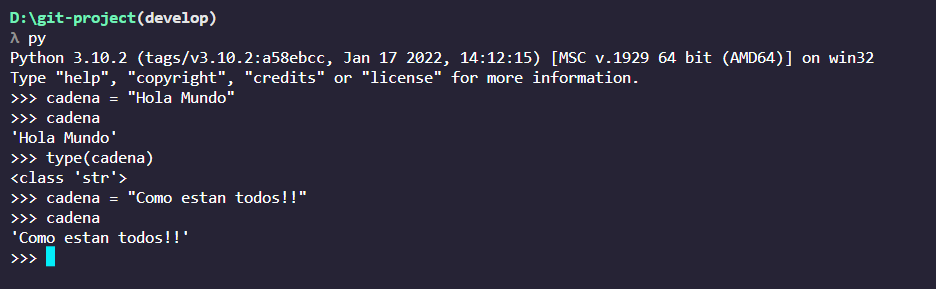 D:\git-project(develop)
λ py
Python 3.10.2 (tags/v3.10.2:a58ebcc, Jan 17 2022, 14:12:15) [MSC v.1929 64 bit (AMD64)] on win32
Type "help", "copyright", "credits" or "license" for more information.
>>> cadena = "Hola Mundo"
>>> cadena
'Hola Mundo'
>>> type(cadena)
<class 'str'>
>>> cadena = "Como estan todos!!"
>>> cadena
'Como estan todos!!'
>>>